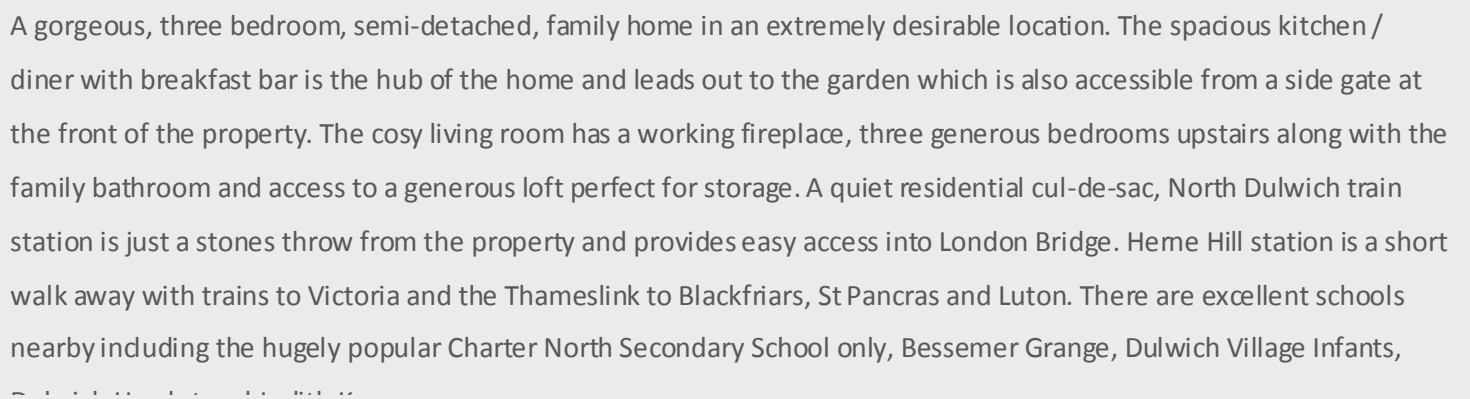 A gorgeous, three bedroom, semi-detached, family home in an extremely desirable location. The spacious kitchen /
diner with breakfast bar is the hub of the home and leads out to the garden which is also accessible from a side gate at
the front of the property. The cosy living room has a working fireplace, three generous bedrooms upstairs along with the
family bathroom and access to a generous loft perfect for storage. A quiet residential cul-de-sac, North Dulwich train
station is just a stones throw from the property and provides easy access into London Bridge. Herne Hill station is a short
walk away with trains to Victoria and the Thameslink to Blackfriars, St Pancras and Luton. There are excellent schools
nearby including the hugely popular Charter North Secondary School only, Bessemer Grange, Dulwich Village Infants,